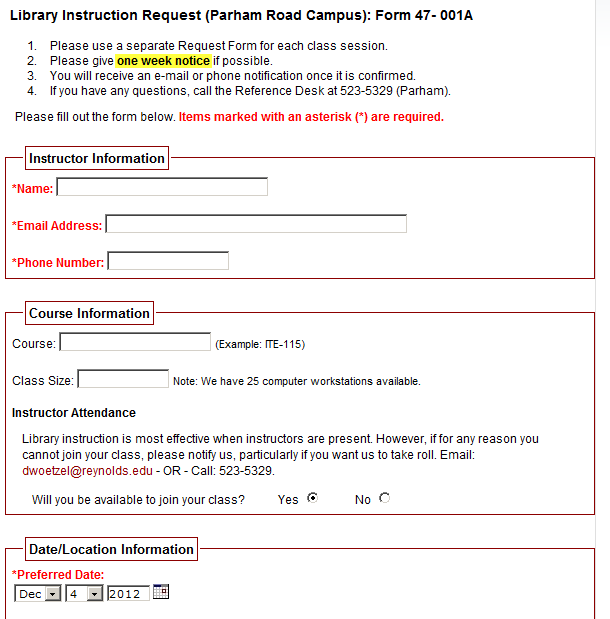 Library Instruction Request (Parham Road Campus): Form 47- 001A
1. Please use a separate Request Form for each class session.
2. Please give one week notice if possible.
3. You will receive an e-mail or phone notification once it is confirmed.
4. If you have any questions, call the Reference Desk at 523-5329 (Parham).
Please fill out the form below. Items marked with an asterisk (*) are required.
Instructor Information
*Name:
*Email Address:
*Phone Number:
Course Information
Course: (Example: ITE-115)
Class Size: Note: We have 25 computer workstations available.
Instructor Attendance
Library instruction is most effective when instructors are present. However, if for any reason you
cannot join your class, please notify us, particularly if you want us to take roll. Email:
dwoetzel@reynolds.edu - OR - Call: 523-5329.
Will you be available to join your class? Yes No
Date/Location Information
*Preferred Date:
Dec 4 2012